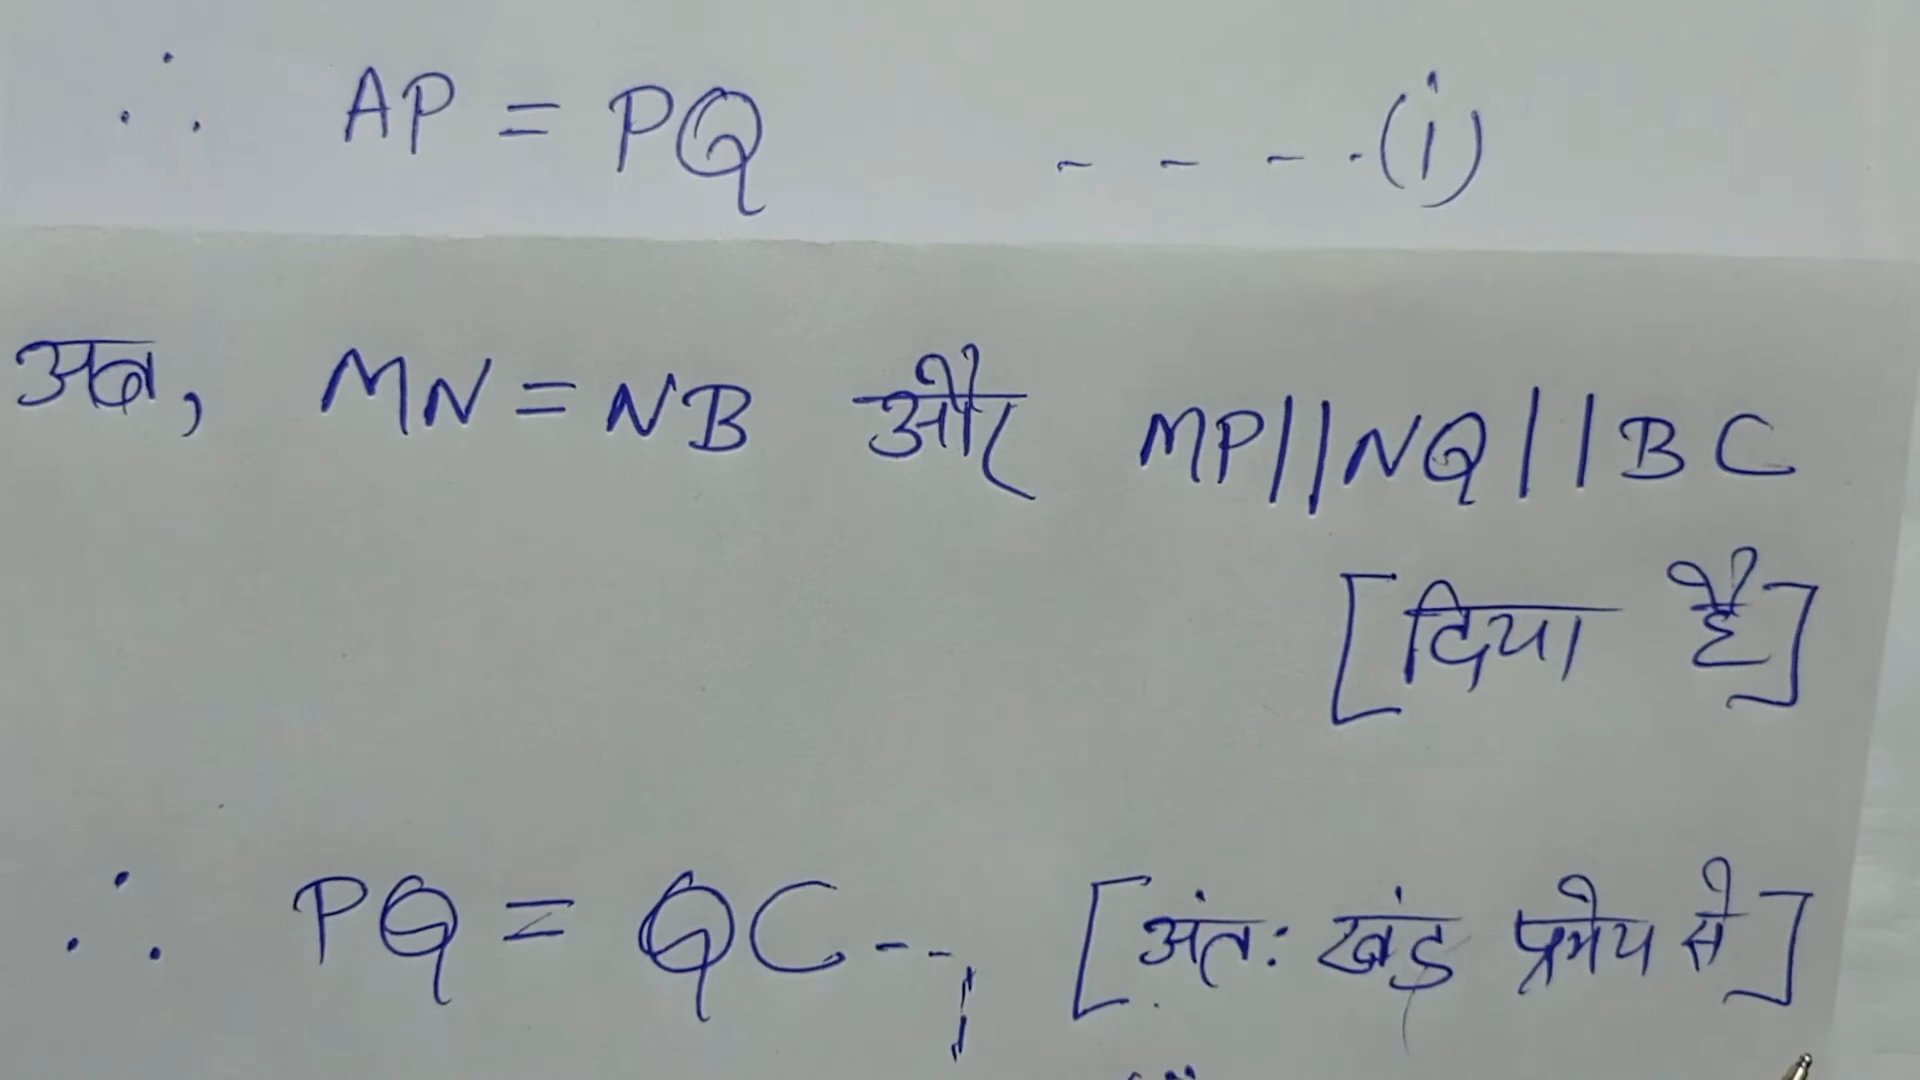 ∴ AP = PQ - - - .(i)
अब, MN = NB और MP||NQ||BC
[दिया है]
∴ PQ = QC - - , [अंत: खंड प्रमेय से]